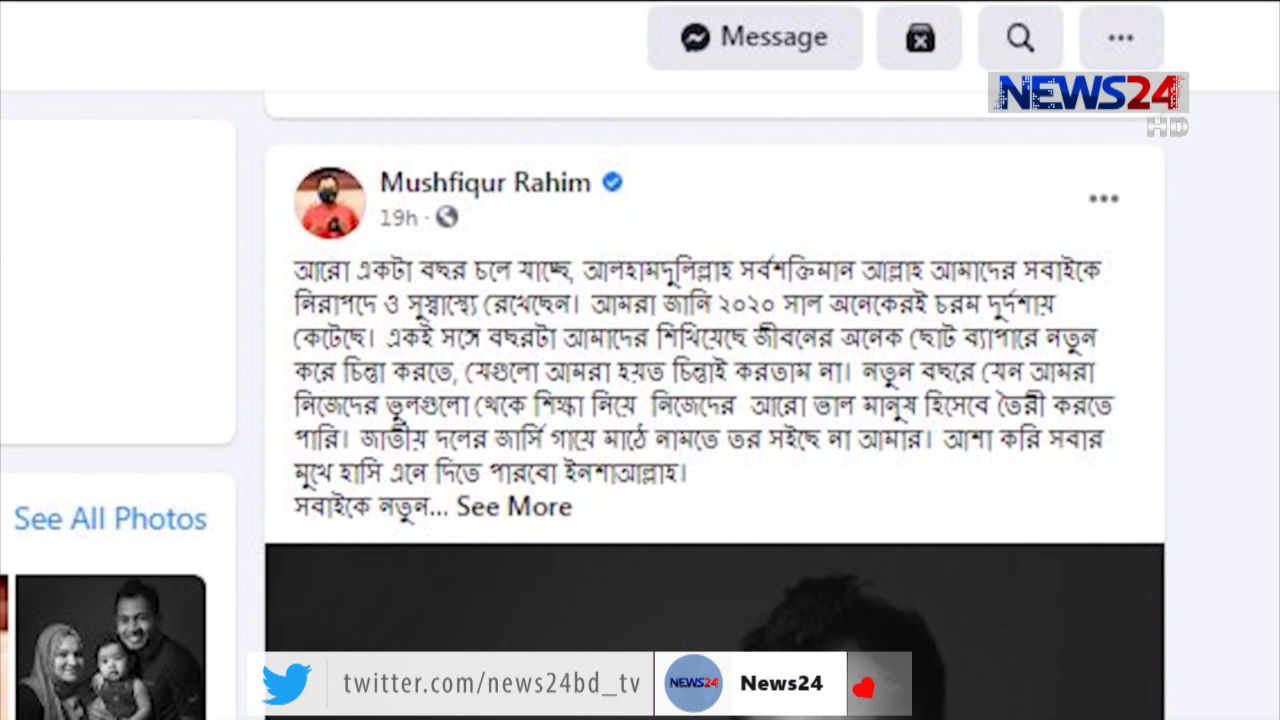 Message
NEWS24
HD
Mushfiqur Rahim
19h ·
আরো একটা বছর চলে যাচ্ছে, আলহামদুলিল্লাহ সর্বশক্তিমান আল্লাহ আমাদের সবাইকে
নিরাপদে ও সুস্বাস্থ্যে রেখেছেন। আমরা জানি ২০২০ সাল অনেকেরই চরম দুর্দশায়
কেটেছে। একই সঙ্গে বছরটা আমাদের শিখিয়েছে জীবনের অনেক ছোট ব্যাপারে নতুন
করে চিন্তা করতে, যেগুলো আমরা হয়ত চিন্তাই করতাম না। নতুন বছরে যেন আমরা
নিজেদের ভুলগুলো থেকে শিক্ষা নিয়ে নিজেদের আরো ভাল মানুষ হিসেবে তৈরী করতে
পারি। জাতীয় দলের জার্সি গায়ে মাঠে নামতে তর সইছে না আমার। আশা করি সবার
মুখে হাসি এনে দিতে পারবো ইনশাআল্লাহ।
সবাইকে নতুন... See More
See All Photos
twitter.com/news24bd_tv
NEWS24
News24